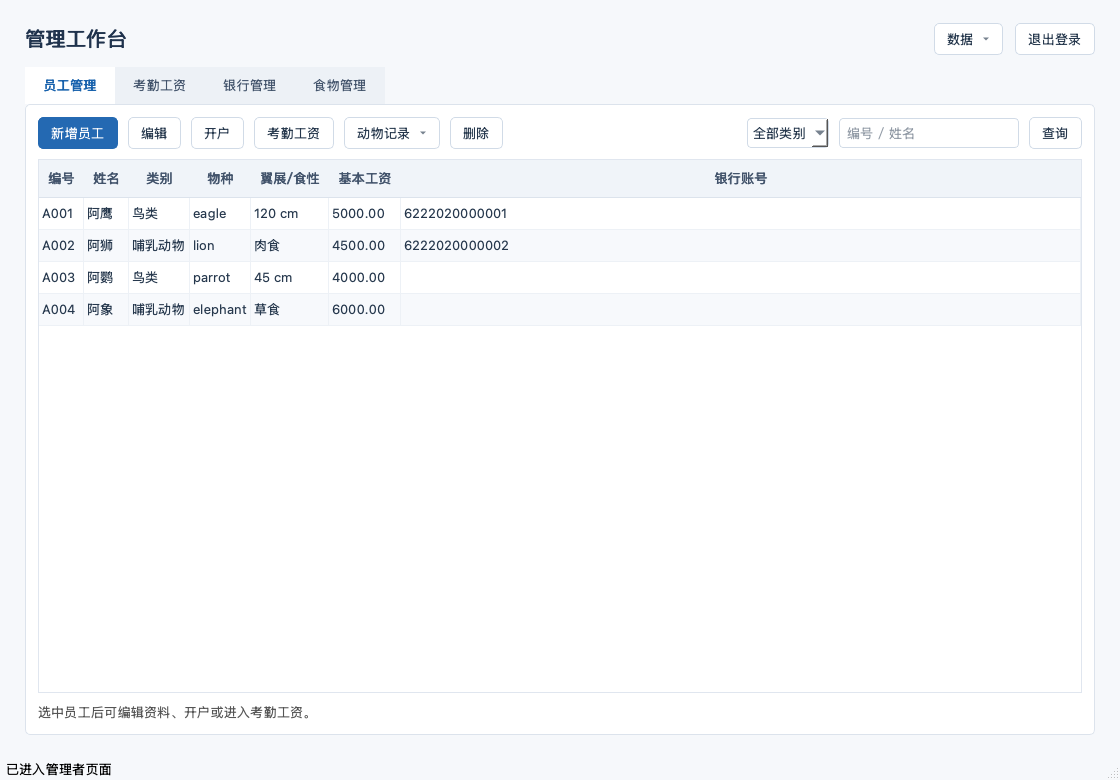 管理工作台 数据 退出登录
员工管理 考勤工资 银行管理 食物管理
新增员工 编辑 开户 考勤工资 动物记录 删除 全部类别 编号 / 姓名 查询
编号 姓名 类别 物种 翼展/食性 基本工资 银行账号
A001 阿鹰 鸟类 eagle 120 cm 5000.00 6222020000001
A002 阿狮 哺乳动物 lion 肉食 4500.00 6222020000002
A003 阿鹦 鸟类 parrot 45 cm 4000.00
A004 阿象 哺乳动物 elephant 草食 6000.00
选中员工后可编辑资料、开户或进入考勤工资。
已进入管理者页面